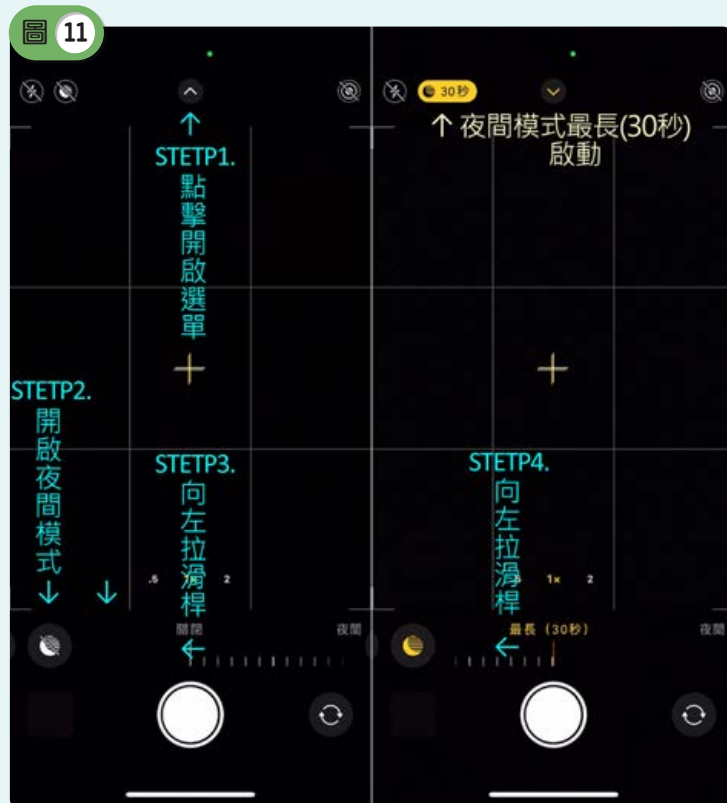 圖 11
STETP1.
點擊開啟選單
STETP2.
開啟夜間模式
STETP3.
向左拉滑桿
.5
2
關閉
夜間
30秒
夜間模式最長(30秒)
啟動
STETP4.
向左拉滑桿
1×
2
最長（30秒）
夜間